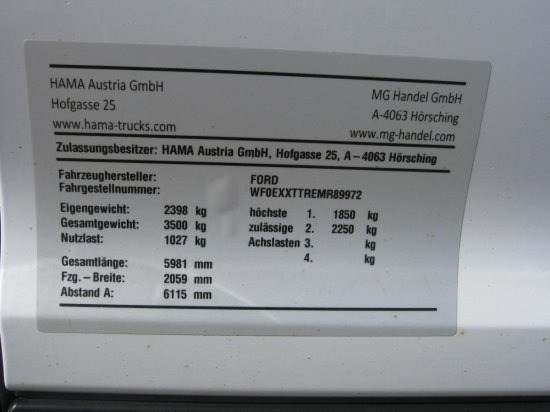 HAMA Austria GmbH MG Handel GmbH
Hofgasse 25 A-4063 Hörsching
www.hama-trucks.com www.mg-handel.com
Zulassungsbesitzer: HAMA Austria GmbH, Hofgasse 25, A-4063 Hörsching
Fahrzeughersteller: FORD
Fahrgestellnummer: WF0EXXTTREMR89972
Eigengewicht: 2398 kg höchste 1. 1850 kg
Gesamtgewicht: 3500 kg zulässige 2. 2250 kg
Nutzlast: 1027 kg Achslasten 3. kg
4. kg
Gesamtlänge: 5981 mm
Fzg.-Breite: 2059 mm
Abstand A: 6115 mm